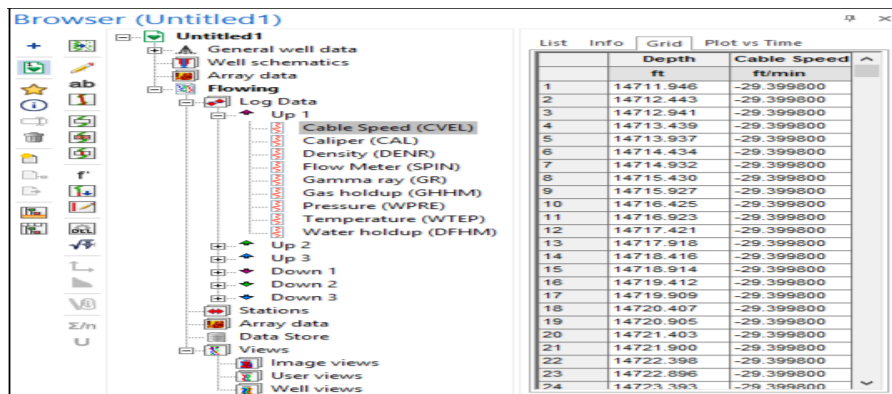 Browser (Untitled1)
Untitled1
General well data
Well schematics
Array data
Flowing
Log Data
Up 1
Cable Speed (CVEL)
Caliper (CAL)
Density (DENR)
Flow Meter (SPIN)
Gamma ray (GR)
Gas holdup (GHHM)
Pressure (WPRE)
Temperature (WTEP)
Water holdup (DFHM)
Up 2
Up 3
Down 1
Down 2
Down 3
Stations
Array data
Data Store
Views
Image views
User views
Well views
ab
f
Σ/n
U
List Info Grid Plot vs Time
Depth Cable Speed
ft ft/min
1 14711.946 -29.399800
2 14712.443 -29.399800
3 14712.941 -29.399800
4 14713.439 -29.399800
5 14713.937 -29.399800
6 14714.434 -29.399800
7 14714.932 -29.399800
8 14715.430 -29.399800
9 14715.927 -29.399800
10 14716.425 -29.399800
11 14716.923 -29.399800
12 14717.421 -29.399800
13 14717.918 -29.399800
14 14718.416 -29.399800
15 14718.914 -29.399800
16 14719.412 -29.399800
17 14719.909 -29.399800
18 14720.407 -29.399800
19 14720.905 -29.399800
20 14721.403 -29.399800
21 14721.900 -29.399800
22 14722.398 -29.399800
23 14722.896 -29.399800
24 14723.393 -29.399800